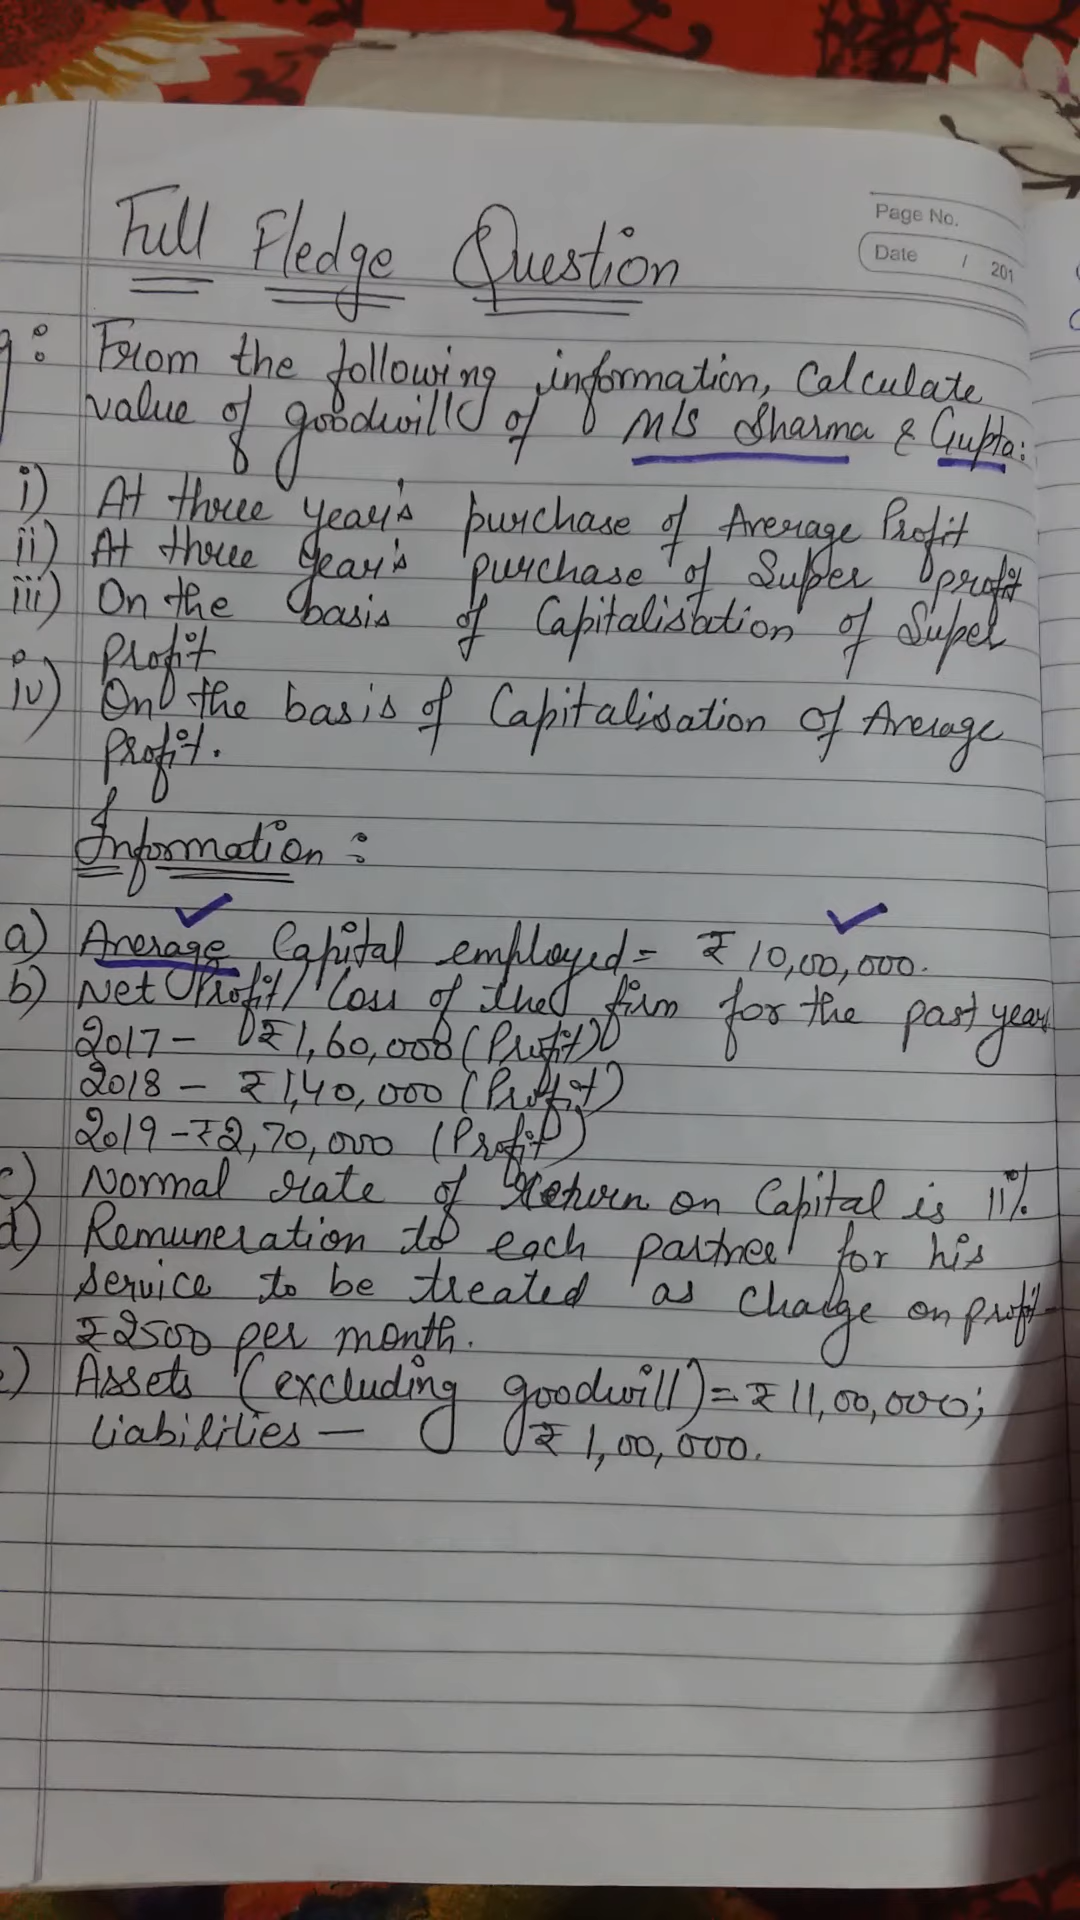 Page No.
Date / 201
Full Fledge Question
q: From the following information, Calculate
value of goodwill of M/S Sharma & Gupta:
i) At three year's purchase of Average Profit
ii) At three year's purchase of Super profit
iii) On the basis of Capitalisation of Super
Profit
iv) On the basis of Capitalisation of Average
Profit.
Information:
a) Average Capital employed = ₹ 10,00,000.
b) Net Profit/Loss of the firm for the past year
2017 - ₹1,60,000 (Profit)
2018 - ₹1,40,000 (Profit)
2019 - ₹2,70,000 (Profit)
c) Normal rate of return on Capital is 11%
d) Remuneration to each partner for his
service to be treated as charge on profit
₹2500 per month.
e) Assets (excluding goodwill) = ₹11,00,000;
Liabilities — ₹1,00,000.